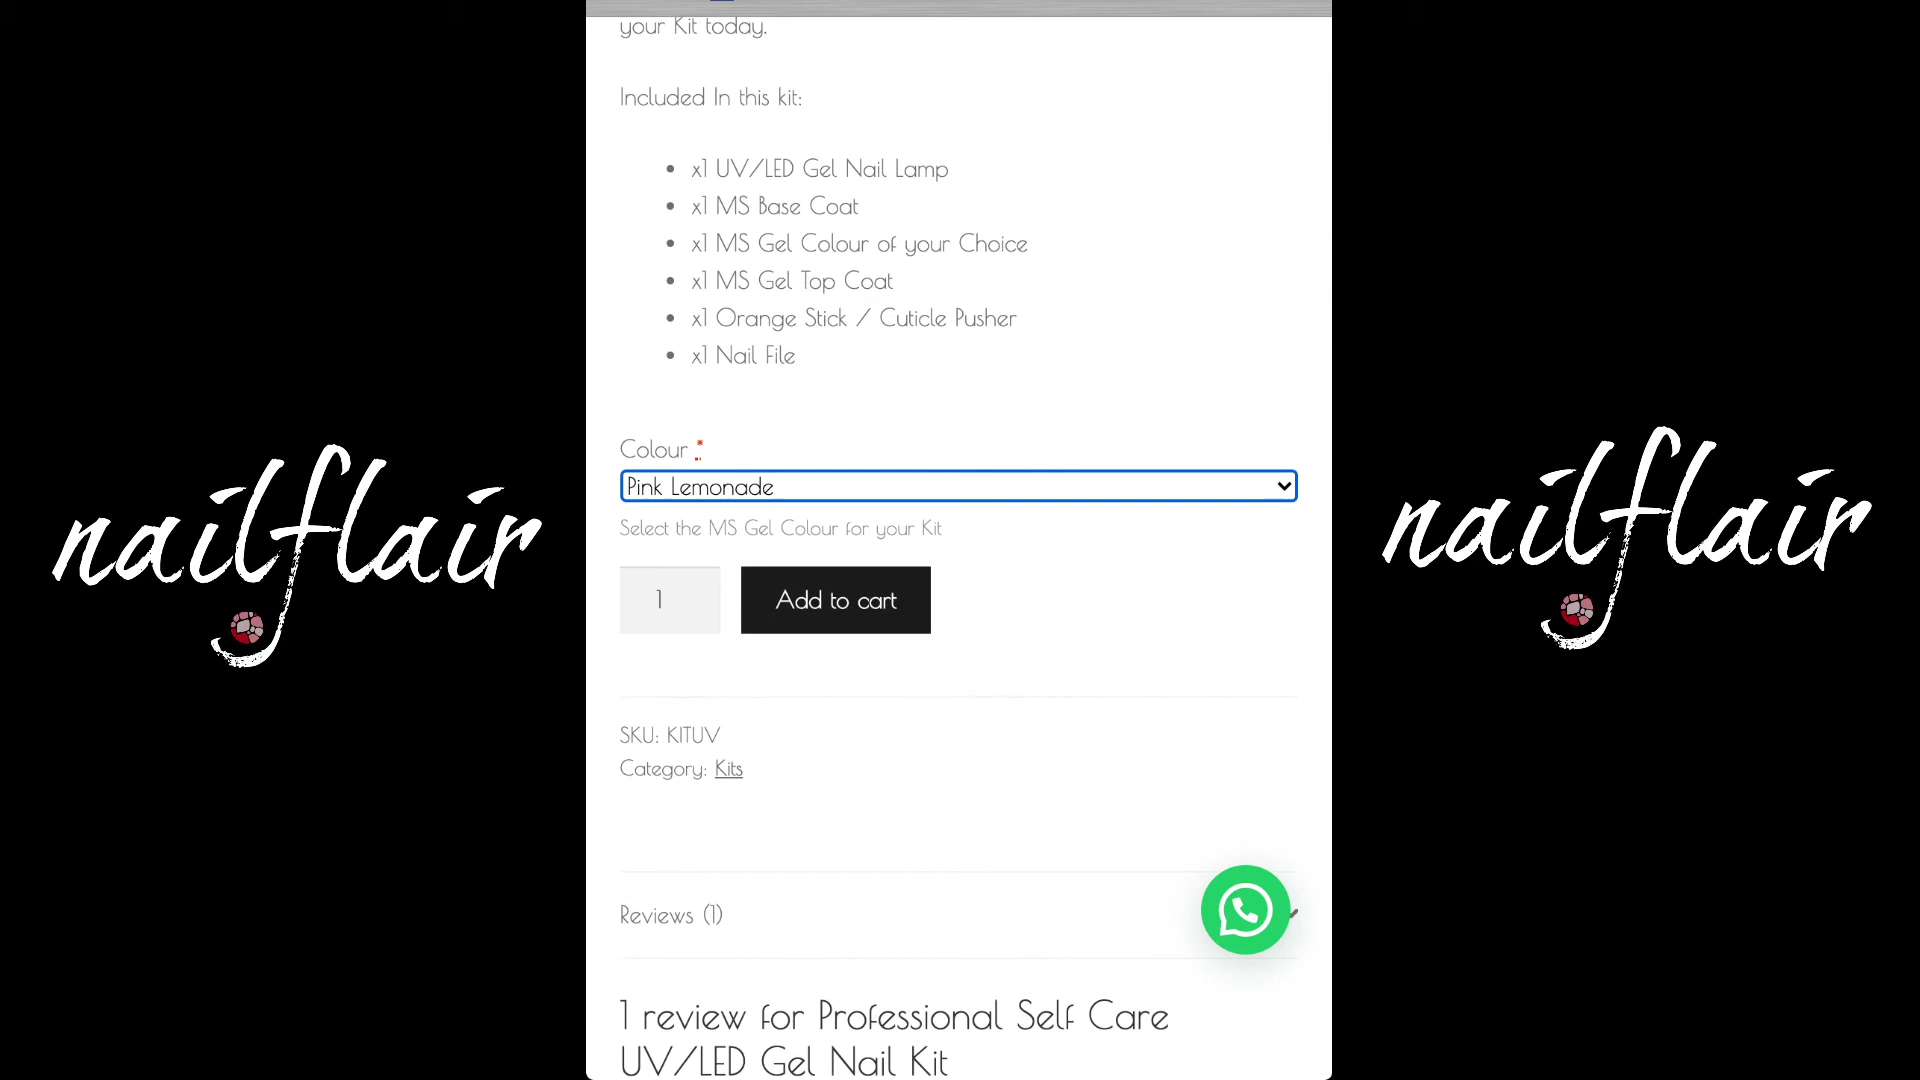 your Kit today.
Included In this kit:
x1 UV/LED Gel Nail Lamp
x1 MS Base Coat
x1 MS Gel Colour of your Choice
x1 MS Gel Top Coat
x1 Orange Stick / Cuticle Pusher
x1 Nail File
Colour *
Pink Lemonade
Select the MS Gel Colour for your Kit
1
Add to cart
SKU: KITUV
Category: Kits
Reviews (1)
1 review for Professional Self Care
UV/LED Gel Nail Kit
nailflair
nailflair